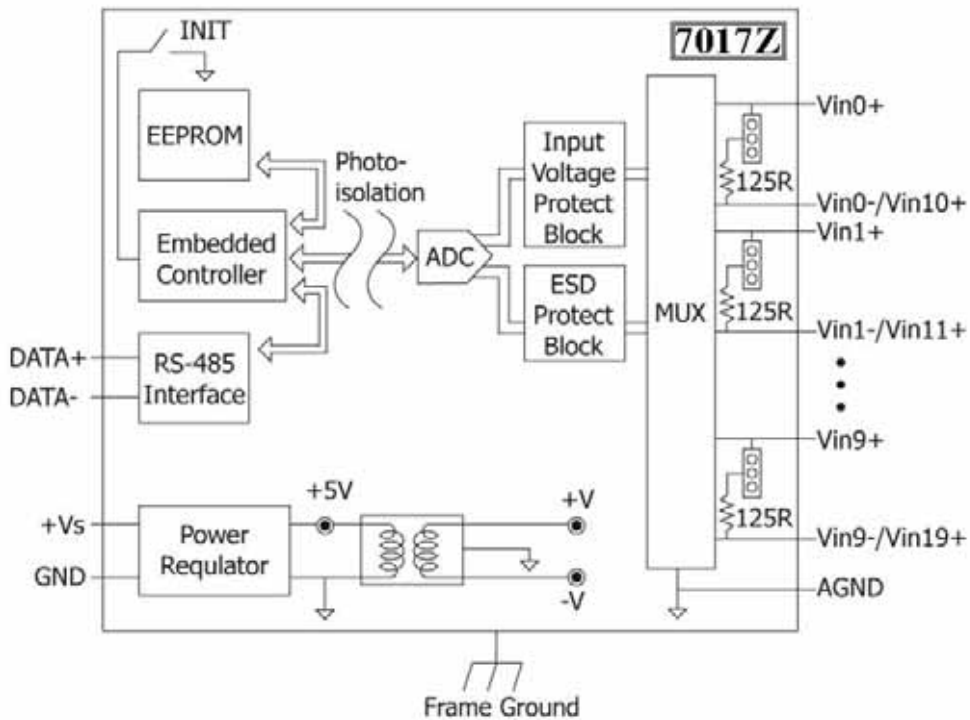 INIT
7017Z
EEPROM
Photo-
isolation
Embedded
Controller
RS-485
Interface
DATA+
DATA-
ADC
Input
Voltage
Protect
Block
ESD
Protect
Block
MUX
Vin0+
125R
Vin0-/Vin10+
Vin1+
125R
Vin1-/Vin11+
Vin9+
125R
Vin9-/Vin19+
AGND
+Vs
GND
Power
Requlator
+5V
+V
-V
Frame Ground